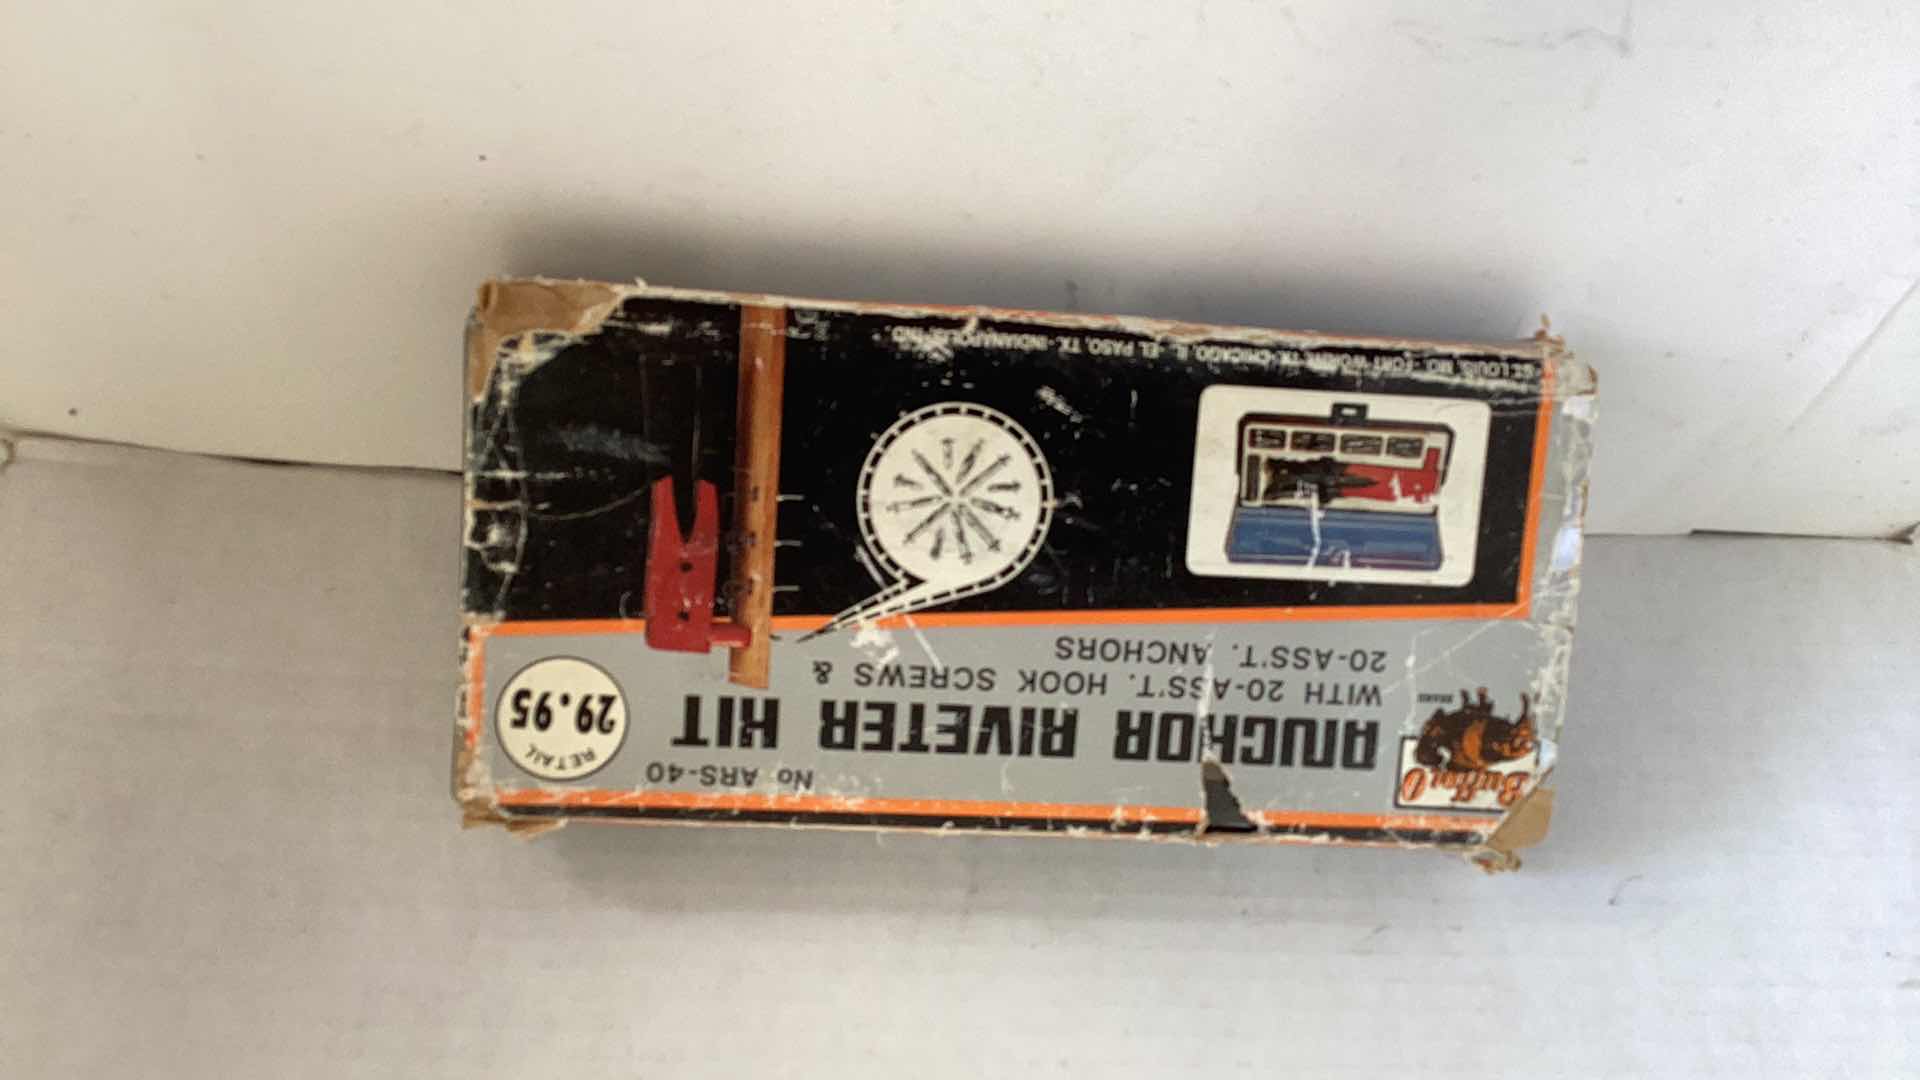 Buffalo
BRAND
No. ARS-40
ANCHOR RIVETER KIT
WITH 20-ASS'T. HOOK SCREWS &
20-ASS'T. ANCHORS
RETAIL
29.95
ST. LOUIS, MO. - FORT WORTH, TX. - CHICAGO, IL. - EL PASO, TX. - INDIANAPOLIS, IND.